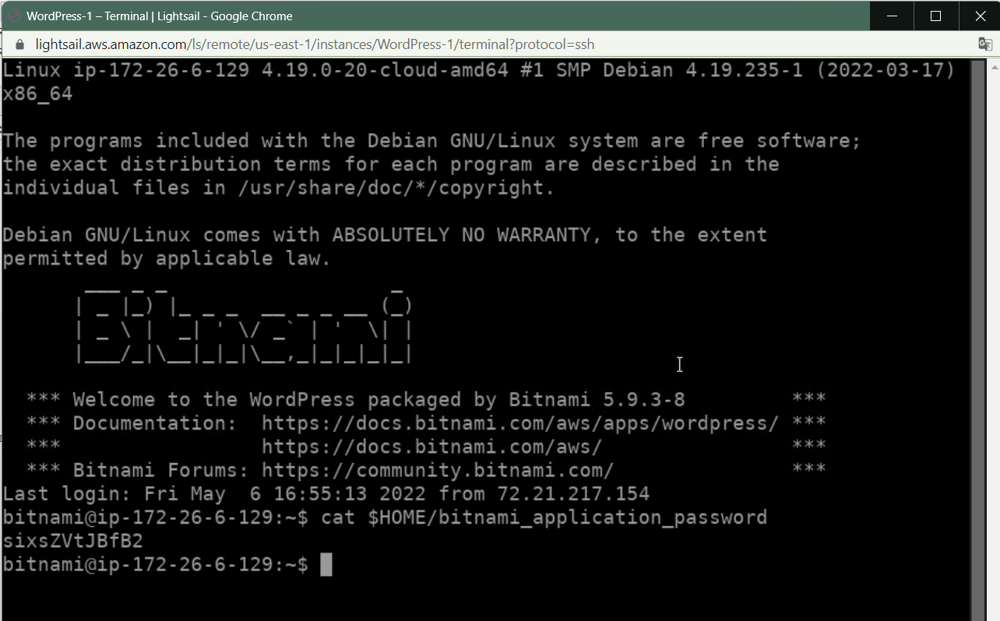 WordPress-1 – Terminal | Lightsail - Google Chrome
lightsail.aws.amazon.com/ls/remote/us-east-1/instances/WordPress-1/terminal?protocol=ssh
Linux ip-172-26-6-129 4.19.0-20-cloud-amd64 #1 SMP Debian 4.19.235-1 (2022-03-17)
x86_64
The programs included with the Debian GNU/Linux system are free software;
the exact distribution terms for each program are described in the
individual files in /usr/share/doc/*/copyright.
Debian GNU/Linux comes with ABSOLUTELY NO WARRANTY, to the extent
permitted by applicable law.
Bitnami
*** Welcome to the WordPress packaged by Bitnami 5.9.3-8 ***
*** Documentation: https://docs.bitnami.com/aws/apps/wordpress/ ***
*** https://docs.bitnami.com/aws/ ***
*** Bitnami Forums: https://community.bitnami.com/ ***
Last login: Fri May 6 16:55:13 2022 from 72.21.217.154
bitnami@ip-172-26-6-129:~$ cat $HOME/bitnami_application_password
sixsZVtJBfB2
bitnami@ip-172-26-6-129:~$